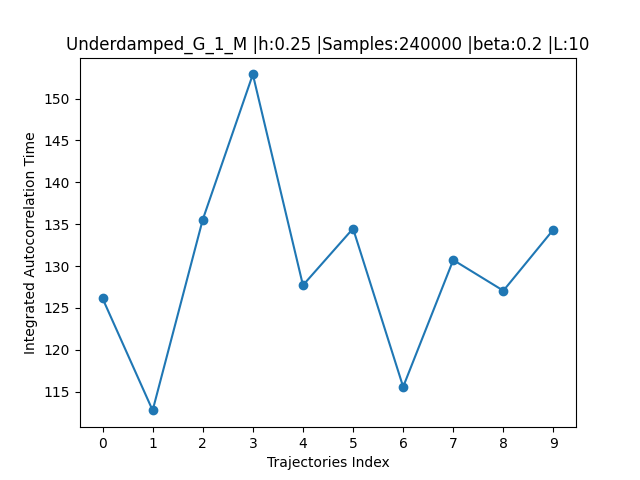 Underdamped_G_1_M |h:0.25 |Samples:240000 |beta:0.2 |L:10
150
145
140
135
130
125
120
115
Integrated Autocorrelation Time
0 1 2 3 4 5 6 7 8 9
Trajectories Index